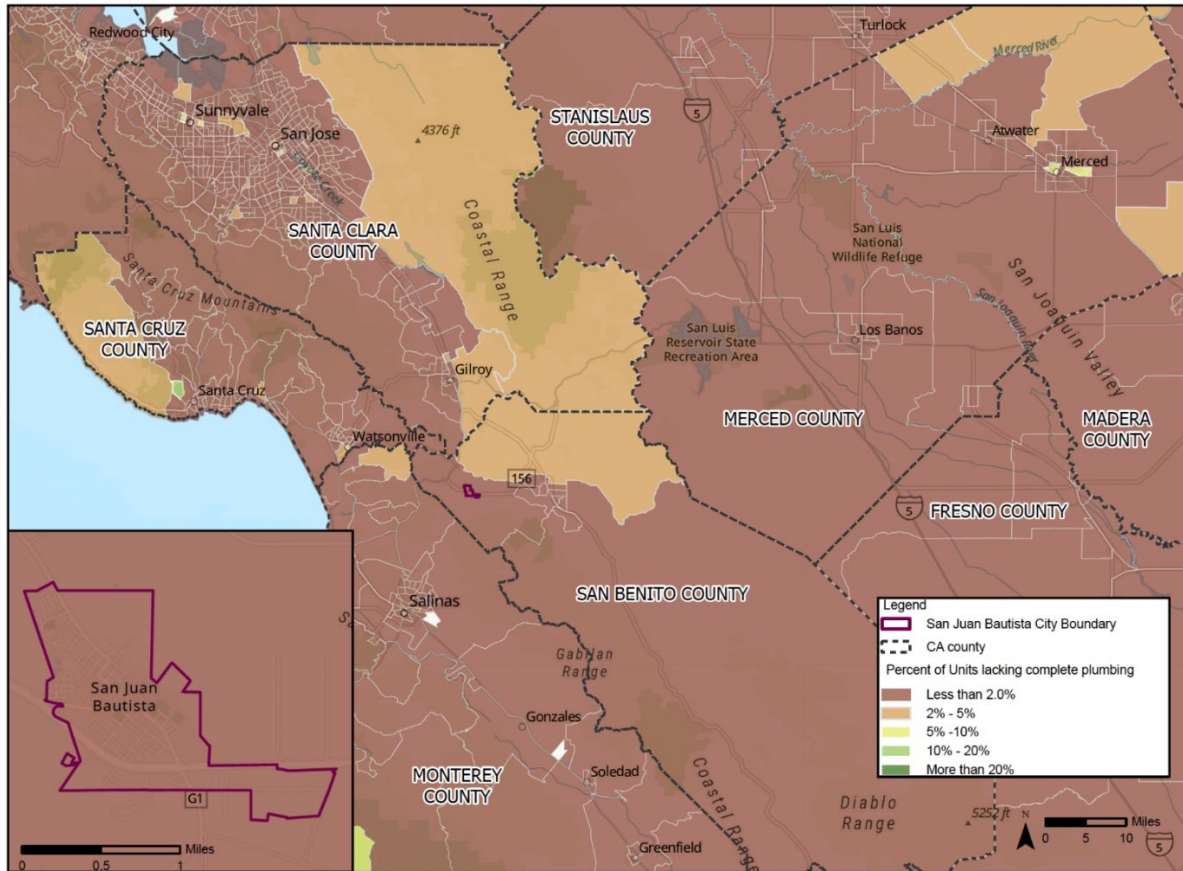 Redwood City
Turlock
Merced River
5
STANISLAUS
COUNTY
Sunnyvale
4376 ft
Atwater
San Jose
Merced
Coyote Creek
Coastal Range
SANTA CLARA
COUNTY
San Luis
National
Wildlife Refuge
Santa Cruz Mountains
San Joaquin River
San Joaquin Valley
SANTA CRUZ
COUNTY
San Luis
Reservoir State
Recreation Area
Los Banos
Gilroy
Santa Cruz
MERCED COUNTY
MADERA
COUNTY
Watsonville
156
5
FRESNO COUNTY
SAN BENITO COUNTY
Salinas
Gabilan
Range
Gonzales
MONTEREY
COUNTY
Soledad
Coastal Range
Diablo
Range
5252 ft
Greenfield
5
San Juan
Bautista
G1
Miles
0 0.5 1
Legend
San Juan Bautista City Boundary
CA county
Percent of Units lacking complete plumbing
Less than 2.0%
2% - 5%
5% -10%
10% - 20%
More than 20%
N
Miles
0 5 10